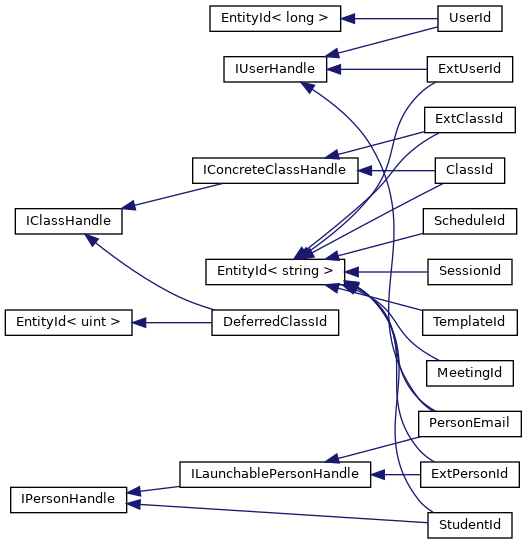 EntityId< long >
UserId
IUserHandle
ExtUserId
ExtClassId
IConcreteClassHandle
ClassId
IClassHandle
ScheduleId
EntityId< string >
SessionId
EntityId< uint >
DeferredClassId
TemplateId
MeetingId
PersonEmail
ILaunchablePersonHandle
ExtPersonId
IPersonHandle
StudentId